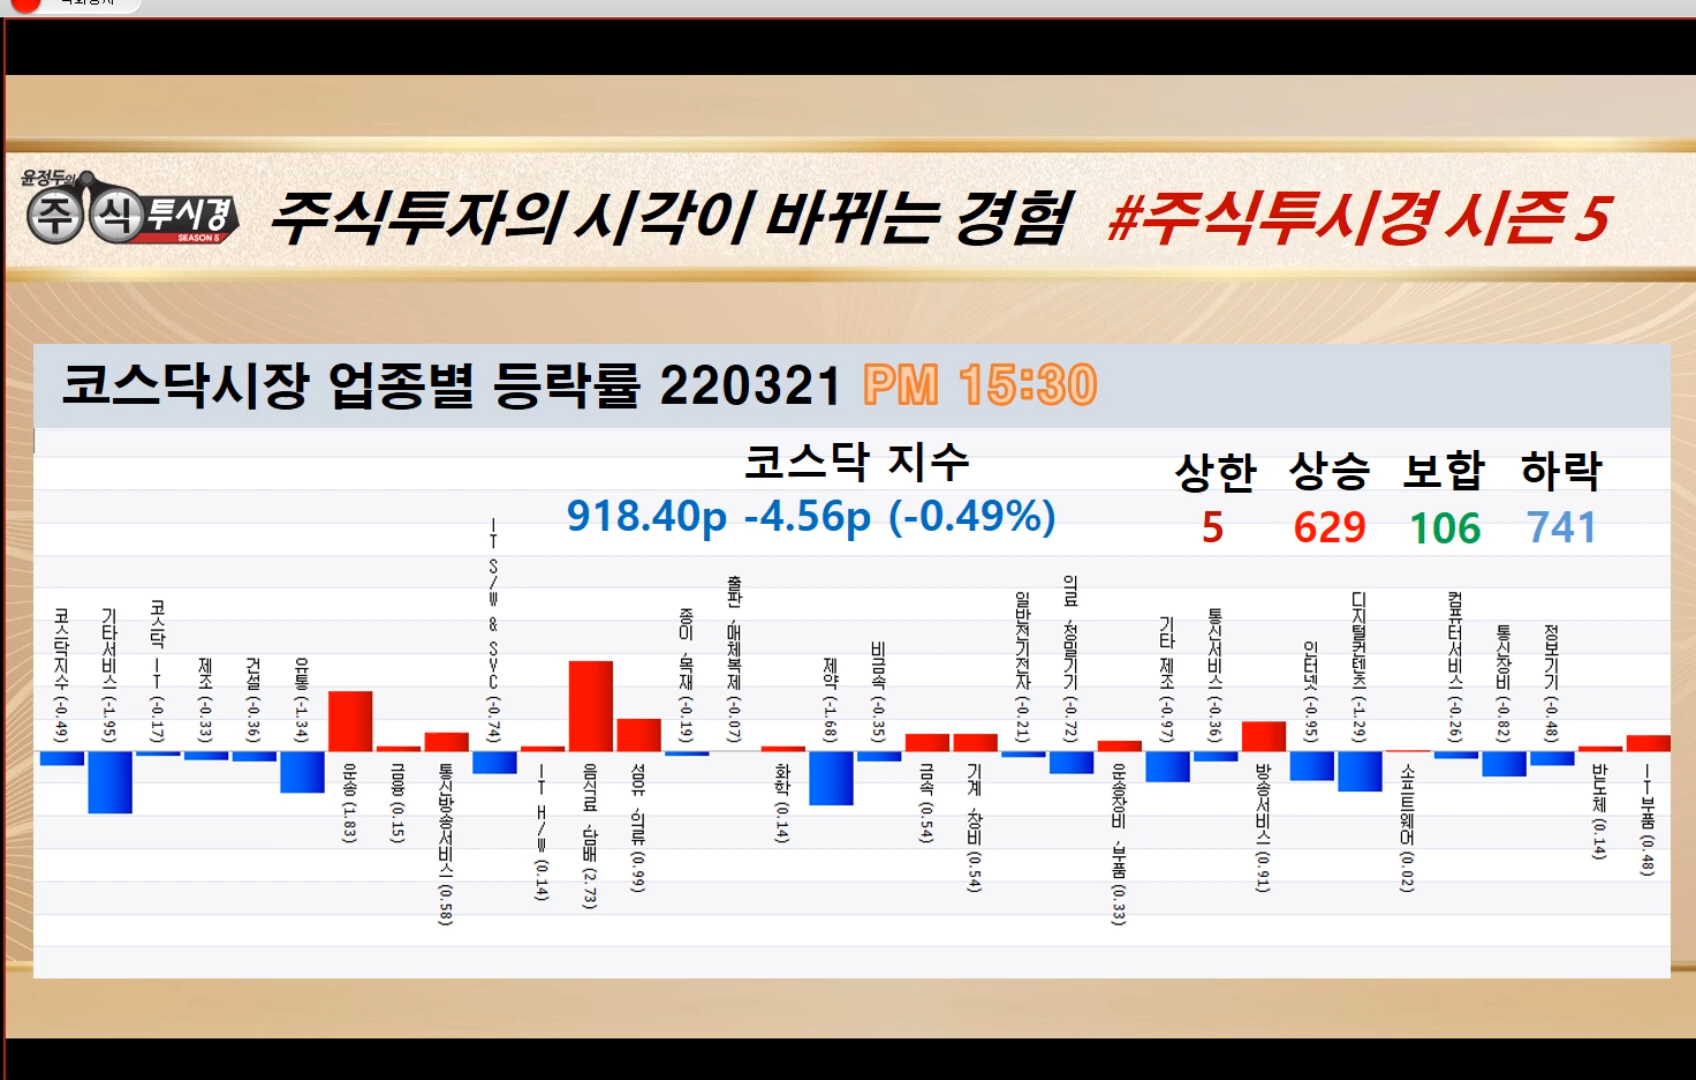 녹화중지
윤정두의
주식투시경
SEASON 5
주식투자의 시각이 바뀌는 경험 #주식투시경 시즌 5
코스닥시장 업종별 등락률 220321 PM 15:30
코스닥 지수
918.40p -4.56p (-0.49%)
상한 상승 보합 하락
5 629 106 741
코스닥지수 (-0.49)
기타서비스 (-1.95)
코스닥 IT (-0.17)
제조 (-0.33)
건설 (-0.36)
유통 (-1.34)
운송 (1.83)
금융 (0.15)
통신방송서비스 (0.58)
IT S/W & SVC (-0.74)
IT H/W (0.14)
음식료·담배 (2.73)
섬유·의류 (0.99)
종이·목재 (-0.19)
출판·매체복제 (-0.07)
화학 (0.14)
제약 (-1.68)
비금속 (-0.35)
금속 (0.54)
기계·장비 (0.54)
일반전기전자 (-0.21)
의료·정밀기기 (-0.72)
운송장비·부품 (0.33)
기타 제조 (-0.97)
통신서비스 (-0.36)
방송서비스 (0.91)
인터넷 (-0.95)
디지털컨텐츠 (-1.29)
소프트웨어 (0.02)
컴퓨터서비스 (-0.26)
통신장비 (-0.82)
정보기기 (-0.48)
반도체 (0.14)
IT부품 (0.48)